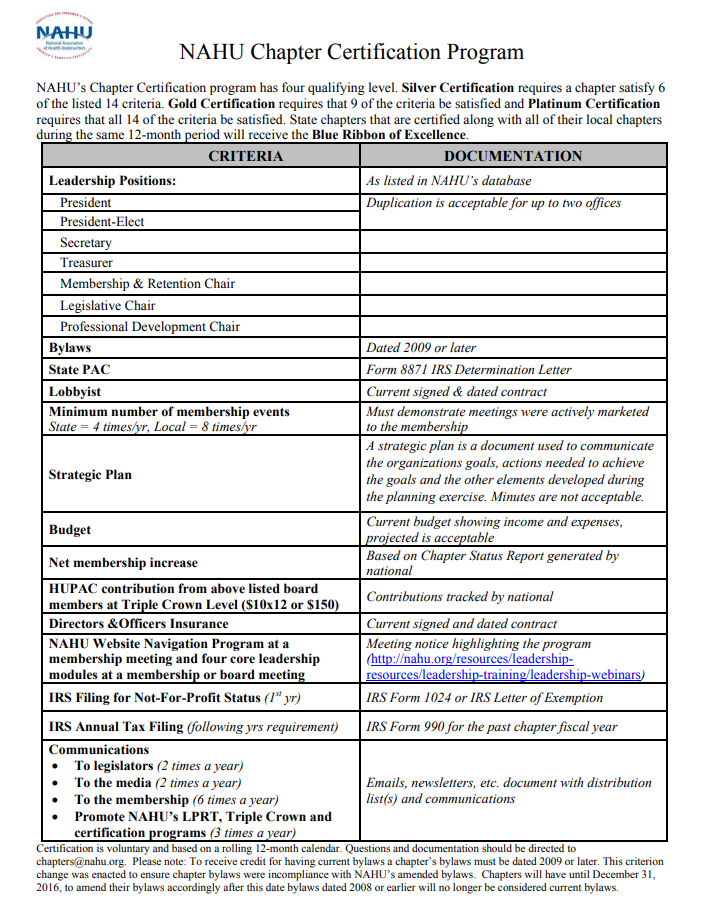 CHAMPIONING THE CONSUMER'S FUTURE
NAHU
National Association
of Health Underwriters
AMERICA'S BENEFITS SPECIALISTS
NAHU Chapter Certification Program
NAHU's Chapter Certification program has four qualifying level. Silver Certification requires a chapter satisfy 6
of the listed 14 criteria. Gold Certification requires that 9 of the criteria be satisfied and Platinum Certification
requires that all 14 of the criteria be satisfied. State chapters that are certified along with all of their local chapters
during the same 12-month period will receive the Blue Ribbon of Excellence.
CRITERIA DOCUMENTATION
Leadership Positions: As listed in NAHU's database
President Duplication is acceptable for up to two offices
President-Elect
Secretary
Treasurer
Membership & Retention Chair
Legislative Chair
Professional Development Chair
Bylaws Dated 2009 or later
State PAC Form 8871 IRS Determination Letter
Lobbyist Current signed & dated contract
Minimum number of membership events
State = 4 times/yr, Local = 8 times/yr
Must demonstrate meetings were actively marketed
to the membership
Strategic Plan
A strategic plan is a document used to communicate
the organizations goals, actions needed to achieve
the goals and the other elements developed during
the planning exercise. Minutes are not acceptable.
Budget
Current budget showing income and expenses,
projected is acceptable
Net membership increase
Based on Chapter Status Report generated by
national
HUPAC contribution from above listed board
members at Triple Crown Level ($10x12 or $150)
Contributions tracked by national
Directors &Officers Insurance Current signed and dated contract
NAHU Website Navigation Program at a
membership meeting and four core leadership
modules at a membership or board meeting
Meeting notice highlighting the program
(http://nahu.org/resources/leadership-
resources/leadership-training/leadership-webinars)
IRS Filing for Not-For-Profit Status (1st yr) IRS Form 1024 or IRS Letter of Exemption
IRS Annual Tax Filing (following yrs requirement) IRS Form 990 for the past chapter fiscal year
Communications
• To legislators (2 times a year)
• To the media (2 times a year)
• To the membership (6 times a year)
• Promote NAHU's LPRT, Triple Crown and
certification programs (3 times a year)
Emails, newsletters, etc. document with distribution
list(s) and communications
Certification is voluntary and based on a rolling 12-month calendar. Questions and documentation should be directed to
chapters@nahu.org. Please note: To receive credit for having current bylaws a chapter's bylaws must be dated 2009 or later. This criterion
change was enacted to ensure chapter bylaws were incompliance with NAHU's amended bylaws. Chapters will have until December 31,
2016, to amend their bylaws accordingly after this date bylaws dated 2008 or earlier will no longer be considered current bylaws.